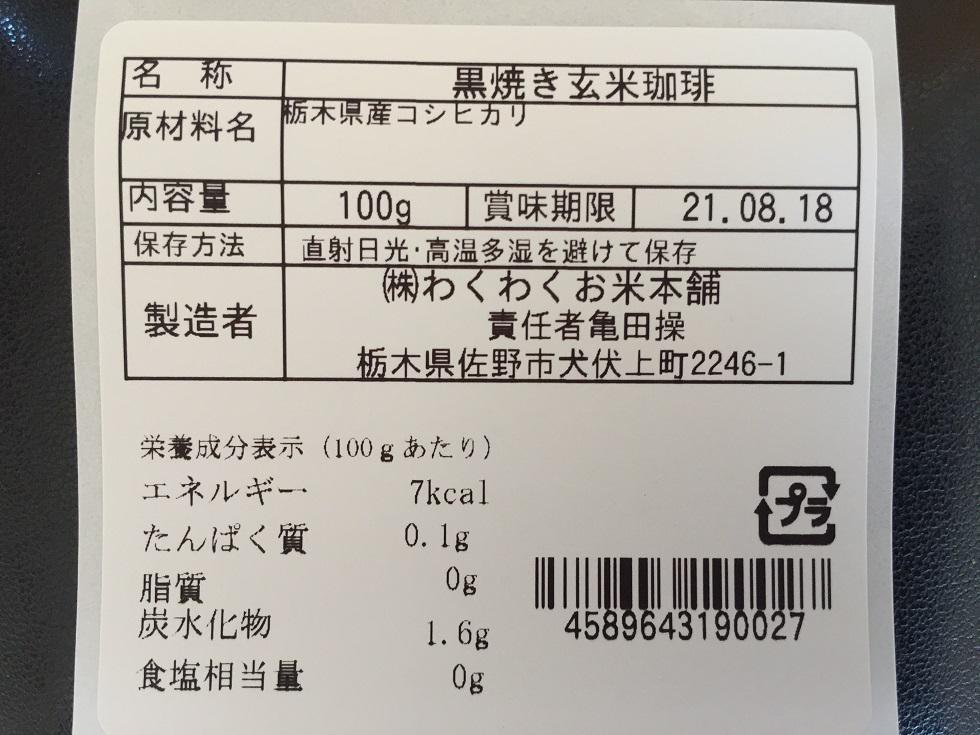 名 称 黒焼き玄米珈琲
原材料名 栃木県産コシヒカリ
内容量 100g 賞味期限 21.08.18
保存方法 直射日光・高温多湿を避けて保存
製造者 ㈱わくわくお米本舗
責任者亀田操
栃木県佐野市犬伏上町2246-1
栄養成分表示（100gあたり）
エネルギー 7kcal
たんぱく質 0.1g
脂質 0g
炭水化物 1.6g
食塩相当量 0g
プラ
4589643190027